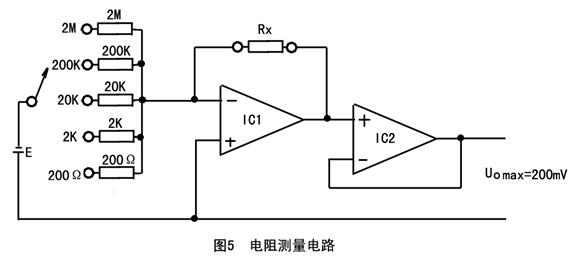 2M 2M
Rx
200K 200K
20K 20K
−
IC1
+
2K 2K
+
IC2
−
E
200Ω 200Ω
Uo max=200mV
图5 电阻测量电路